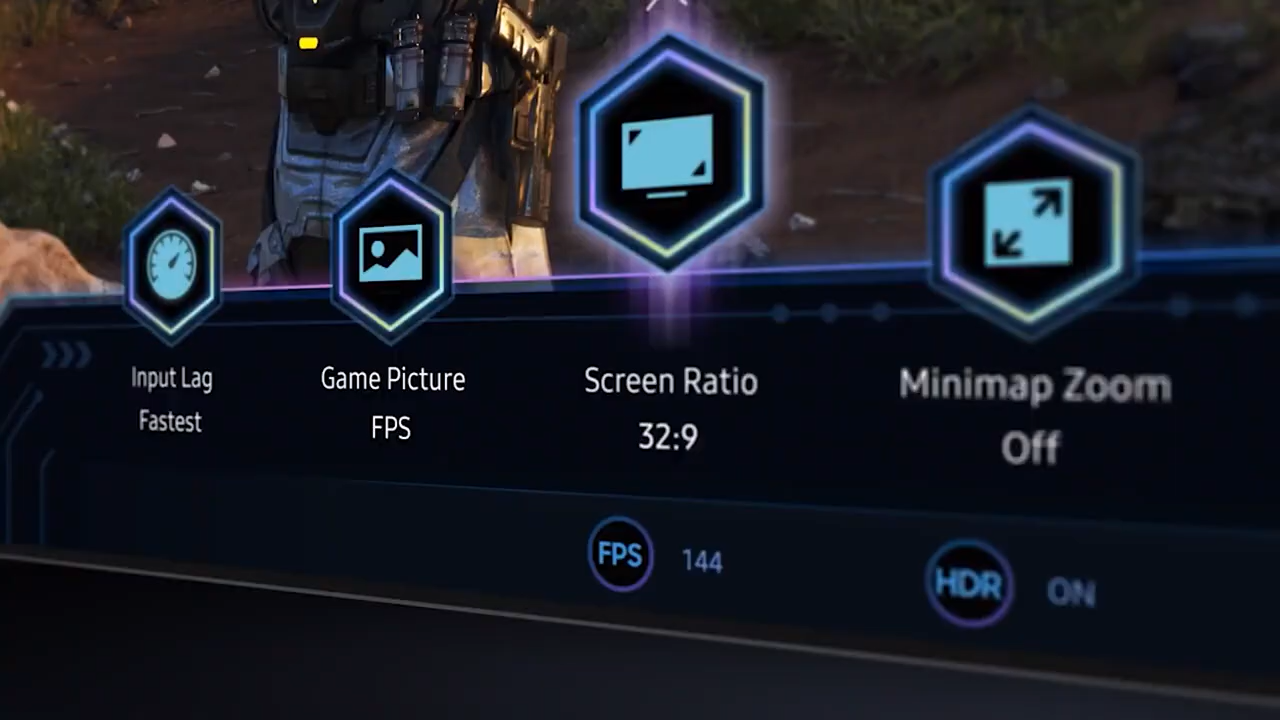 Input Lag
Fastest
Game Picture
FPS
Screen Ratio
32:9
Minimap Zoom
Off
FPS 144
HDR ON